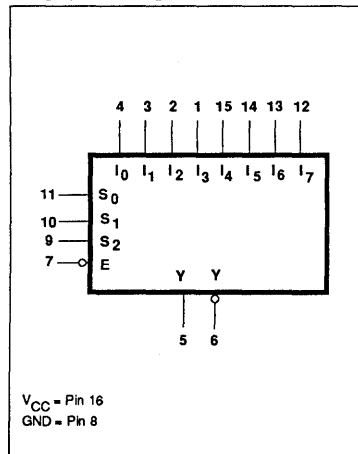 4 3 2 1 15 14 13 12
I0 I1 I2 I3 I4 I5 I6 I7
11 S0
10 S1
9 S2
7 E
Y Y
5 6
VCC = Pin 16
GND = Pin 8